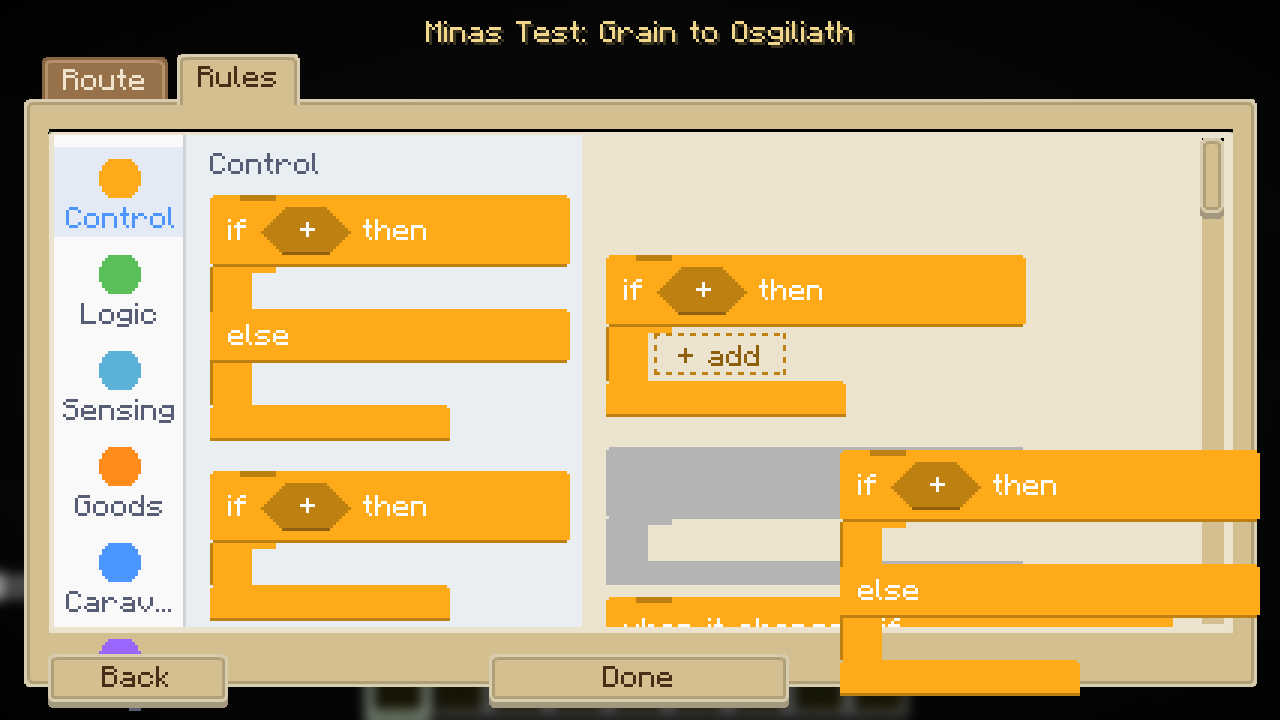 Minas Test: Grain to Osgiliath
Route
Rules
Control
Logic
Sensing
Goods
Carav...
Control
if + then
else
if + then
if + then
+ add
if + then
else
Back
Done